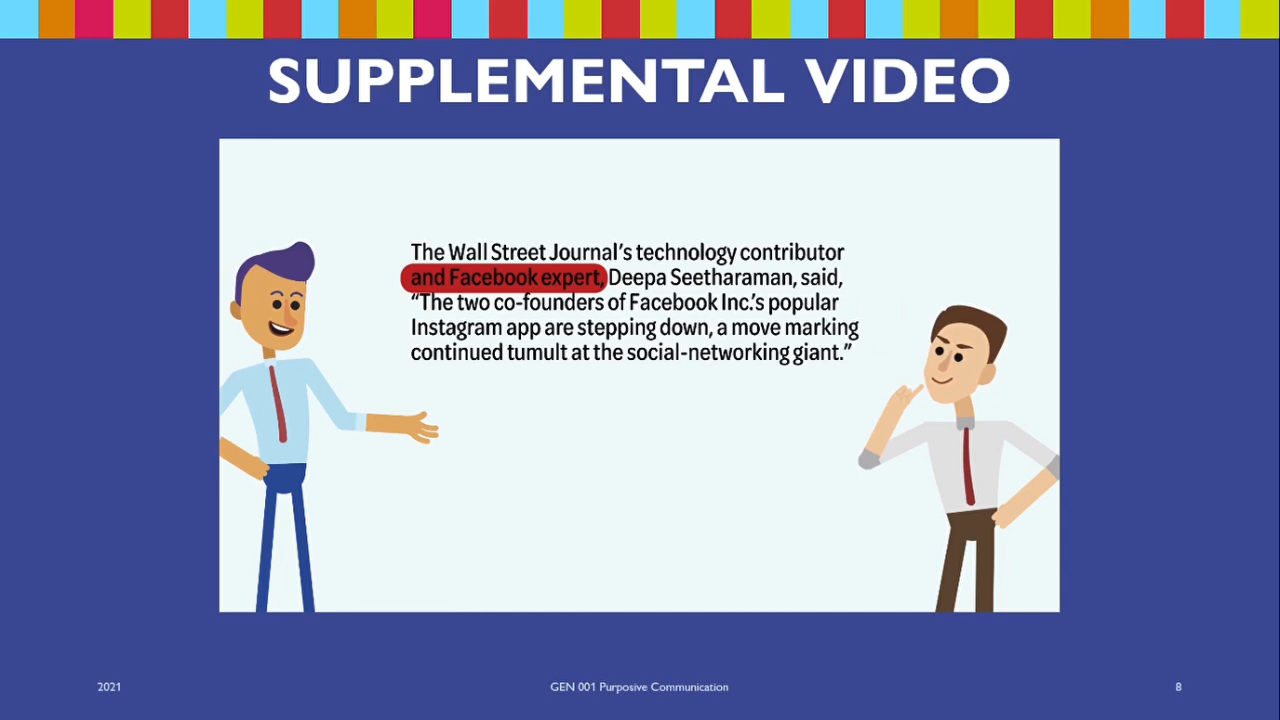 SUPPLEMENTAL VIDEO
The Wall Street Journal's technology contributor
and Facebook expert, Deepa Seetharaman, said,
“The two co-founders of Facebook Inc.'s popular
Instagram app are stepping down, a move marking
continued tumult at the social-networking giant.”
2021
GEN 001 Purposive Communication
8